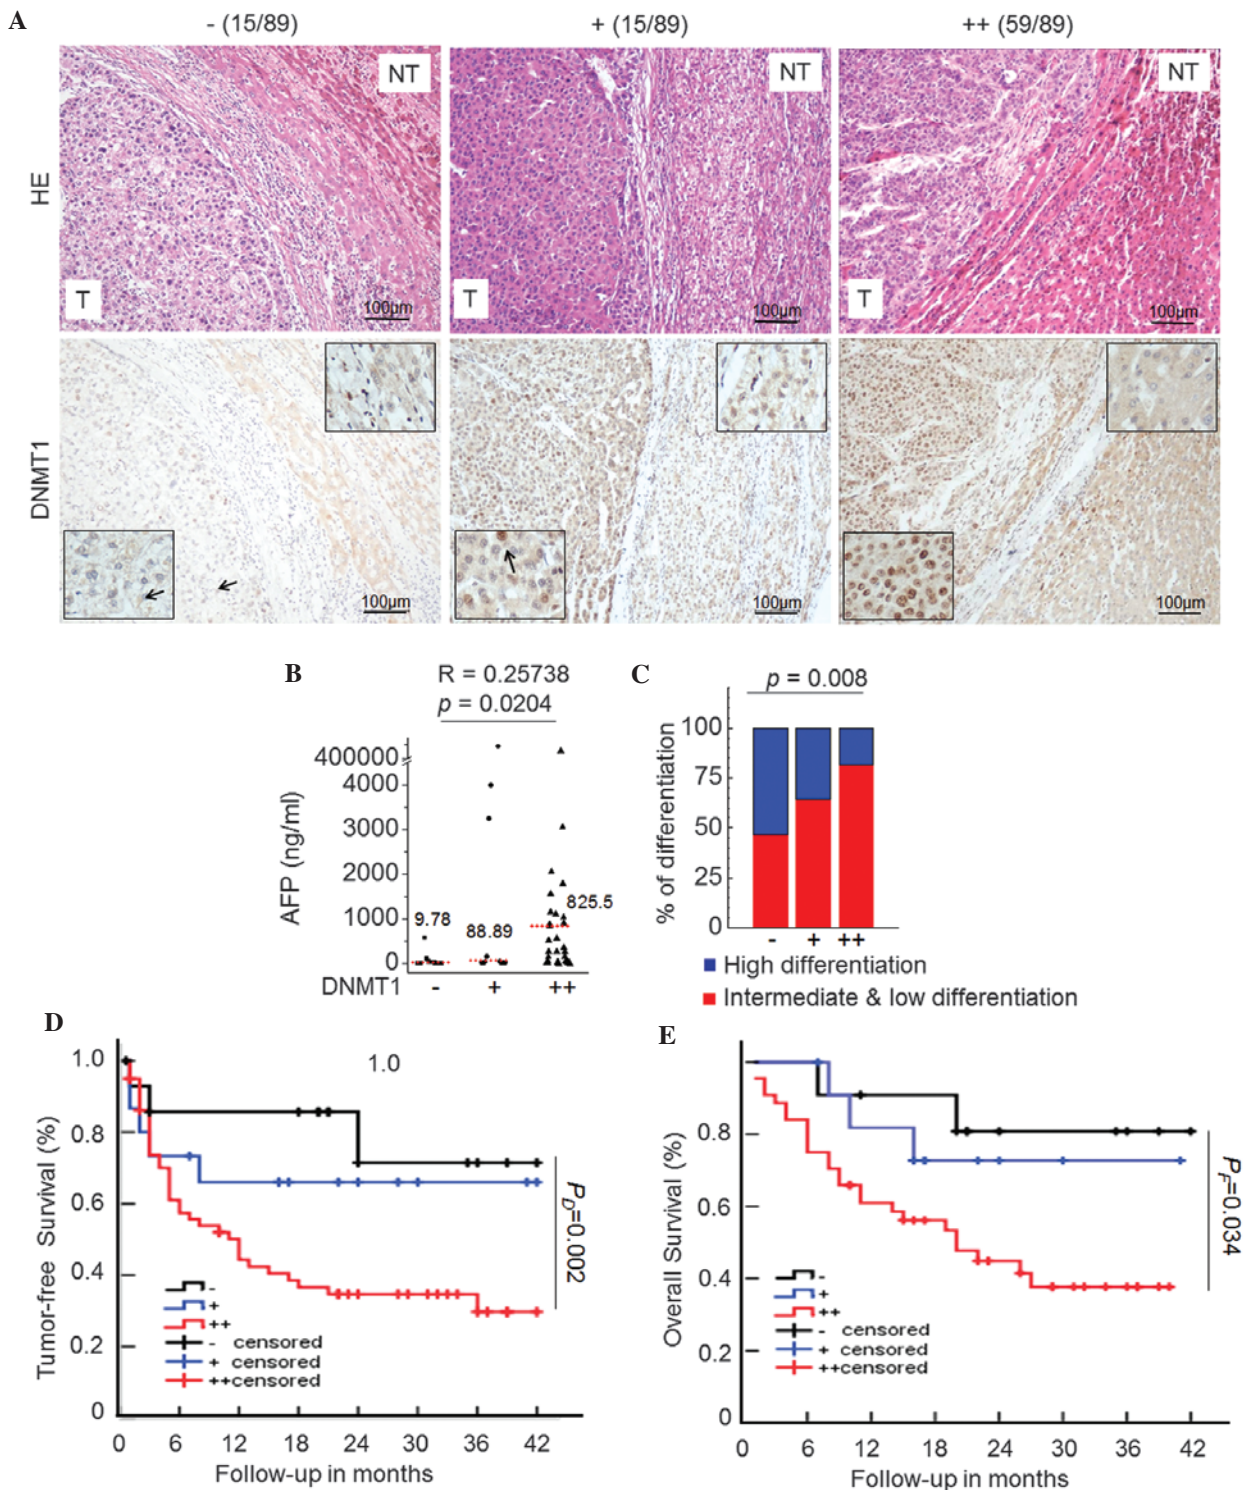 A
- (15/89)
+ (15/89)
++ (59/89)
HE
NT
T
100μm
NT
T
100μm
NT
T
100μm
DNMT1
100μm
100μm
100μm
B
R = 0.25738
p = 0.0204
AFP (ng/ml)
400000
4000
3000
2000
1000
0
9.78
88.89
825.5
DNMT1 - + ++
C
p = 0.008
% of differentiation
100
75
50
25
0
- + ++
High differentiation
Intermediate & low differentiation
D
Tumor-free Survival (%)
1.0
0.8
0.6
0.4
0.2
0
1.0
P_D=0.002
-
+
++
- censored
+ censored
++censored
0 6 12 18 24 30 36 42
Follow-up in months
E
Overall Survival (%)
0.8
0.6
0.4
0.2
0
P_F=0.034
-
+
++
- censored
+ censored
++censored
0 6 12 18 24 30 36 42
Follow-up in months